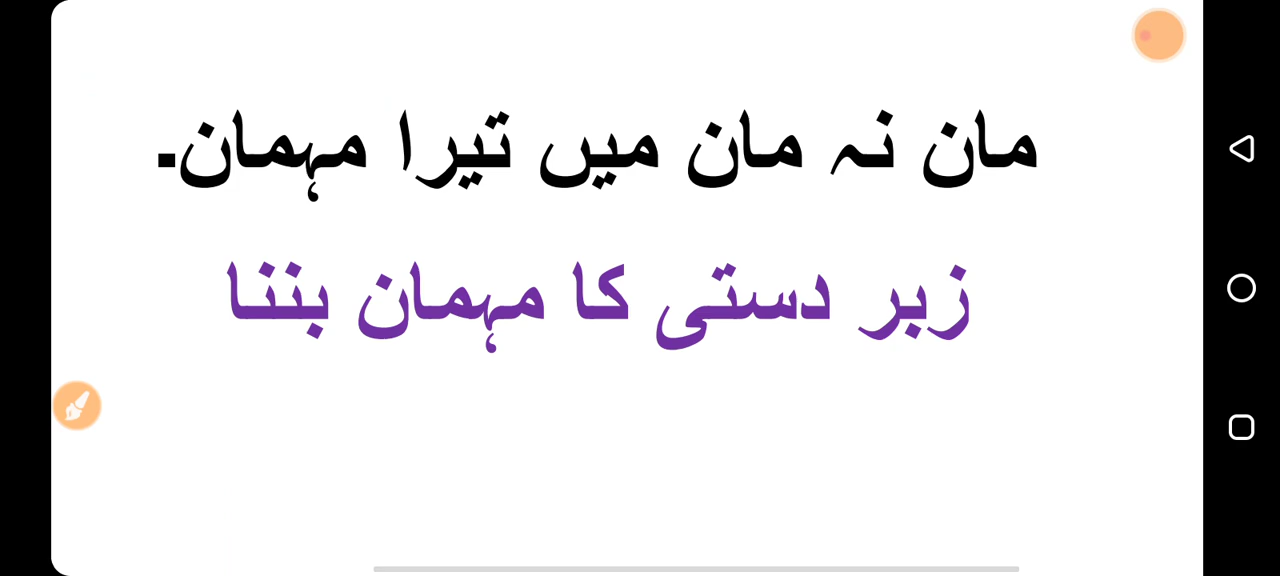 مان نہ مان میں تیرا مہمان۔
زبر دستی کا مہمان بننا